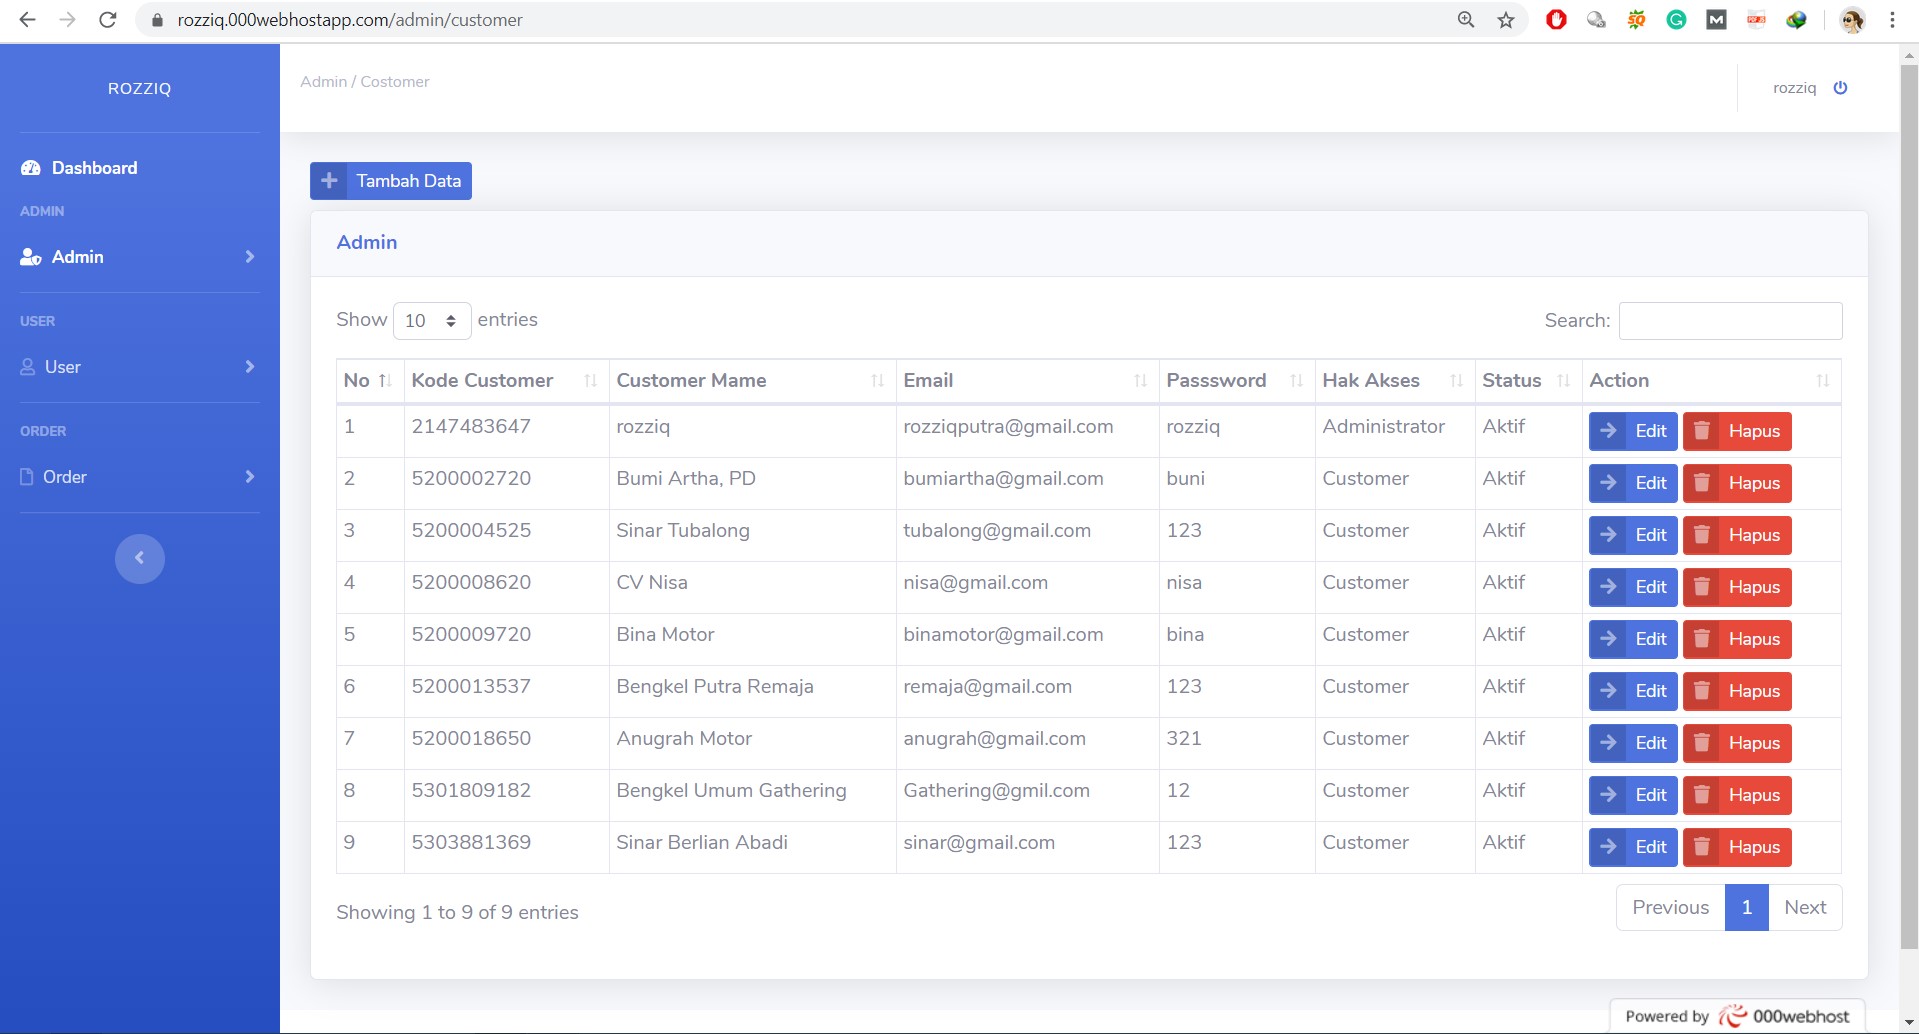 rozziq.000webhostapp.com/admin/customer
ROZZIQ
Admin / Costomer
rozziq
Dashboard
ADMIN
Admin
USER
User
ORDER
Order
Tambah Data
Admin
Show 10 entries
Search:
No Kode Customer Customer Mame Email Passsword Hak Akses Status Action
1 2147483647 rozziq rozziqputra@gmail.com rozziq Administrator Aktif Edit Hapus
2 5200002720 Bumi Artha, PD bumiartha@gmail.com buni Customer Aktif Edit Hapus
3 5200004525 Sinar Tubalong tubalong@gmail.com 123 Customer Aktif Edit Hapus
4 5200008620 CV Nisa nisa@gmail.com nisa Customer Aktif Edit Hapus
5 5200009720 Bina Motor binamotor@gmail.com bina Customer Aktif Edit Hapus
6 5200013537 Bengkel Putra Remaja remaja@gmail.com 123 Customer Aktif Edit Hapus
7 5200018650 Anugrah Motor anugrah@gmail.com 321 Customer Aktif Edit Hapus
8 5301809182 Bengkel Umum Gathering Gathering@gmil.com 12 Customer Aktif Edit Hapus
9 5303881369 Sinar Berlian Abadi sinar@gmail.com 123 Customer Aktif Edit Hapus
Showing 1 to 9 of 9 entries
Previous 1 Next
Powered by 000webhost